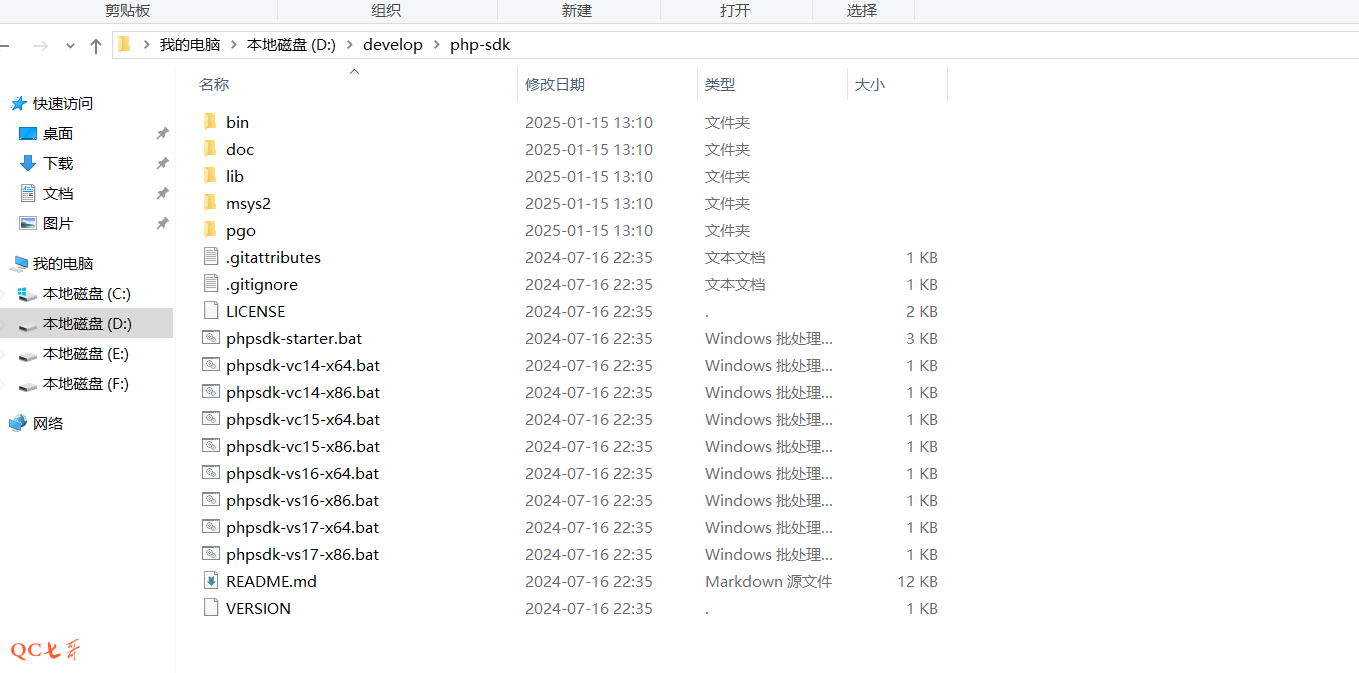 剪贴板 组织 新建 打开 选择
我的电脑 本地磁盘 (D:) develop php-sdk
名称 修改日期 类型 大小
快速访问
桌面
下载
文档
图片
我的电脑
本地磁盘 (C:)
本地磁盘 (D:)
本地磁盘 (E:)
本地磁盘 (F:)
网络
bin 2025-01-15 13:10 文件夹
doc 2025-01-15 13:10 文件夹
lib 2025-01-15 13:10 文件夹
msys2 2025-01-15 13:10 文件夹
pgo 2025-01-15 13:10 文件夹
.gitattributes 2024-07-16 22:35 文本文档 1 KB
.gitignore 2024-07-16 22:35 文本文档 1 KB
LICENSE 2024-07-16 22:35 . 2 KB
phpsdk-starter.bat 2024-07-16 22:35 Windows 批处理... 3 KB
phpsdk-vc14-x64.bat 2024-07-16 22:35 Windows 批处理... 1 KB
phpsdk-vc14-x86.bat 2024-07-16 22:35 Windows 批处理... 1 KB
phpsdk-vc15-x64.bat 2024-07-16 22:35 Windows 批处理... 1 KB
phpsdk-vc15-x86.bat 2024-07-16 22:35 Windows 批处理... 1 KB
phpsdk-vs16-x64.bat 2024-07-16 22:35 Windows 批处理... 1 KB
phpsdk-vs16-x86.bat 2024-07-16 22:35 Windows 批处理... 1 KB
phpsdk-vs17-x64.bat 2024-07-16 22:35 Windows 批处理... 1 KB
phpsdk-vs17-x86.bat 2024-07-16 22:35 Windows 批处理... 1 KB
README.md 2024-07-16 22:35 Markdown 源文件 12 KB
VERSION 2024-07-16 22:35 . 1 KB
QC七哥